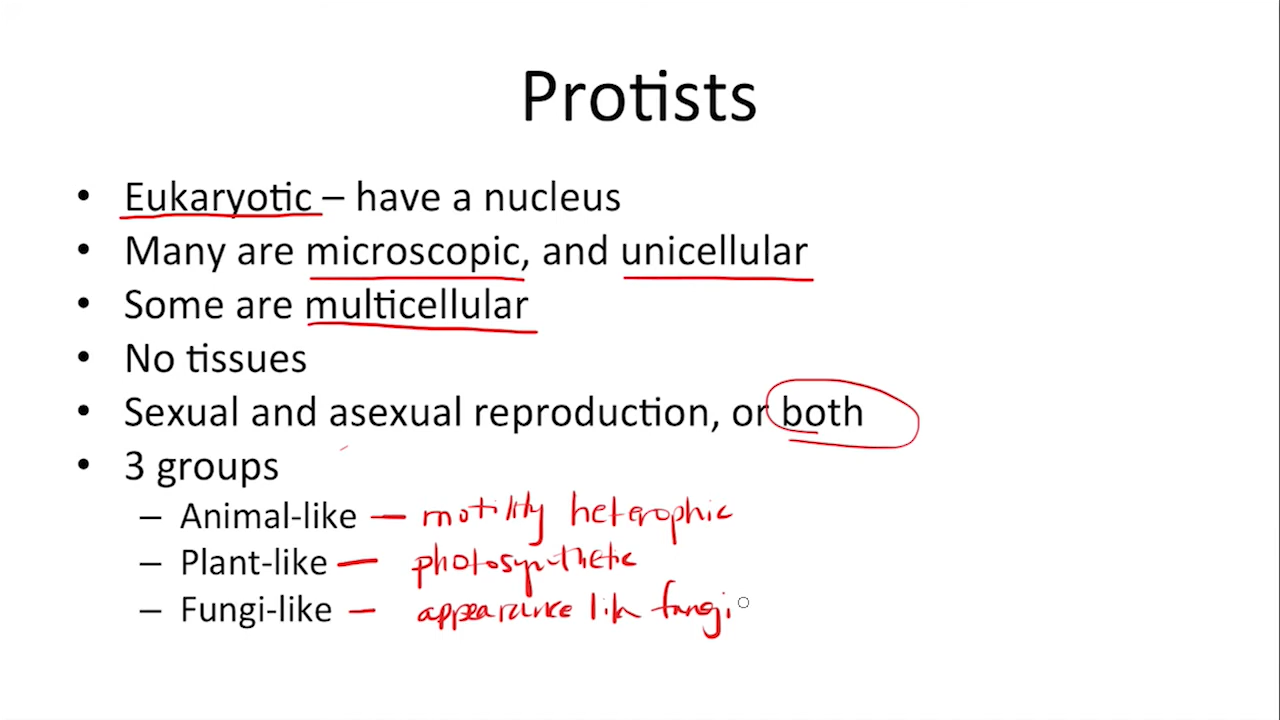 Protists
• Eukaryotic – have a nucleus
• Many are microscopic, and unicellular
• Some are multicellular
• No tissues
• Sexual and asexual reproduction, or both
• 3 groups
– Animal-like — motility heterophic
– Plant-like — photosynthetic
– Fungi-like — appearance like fungi